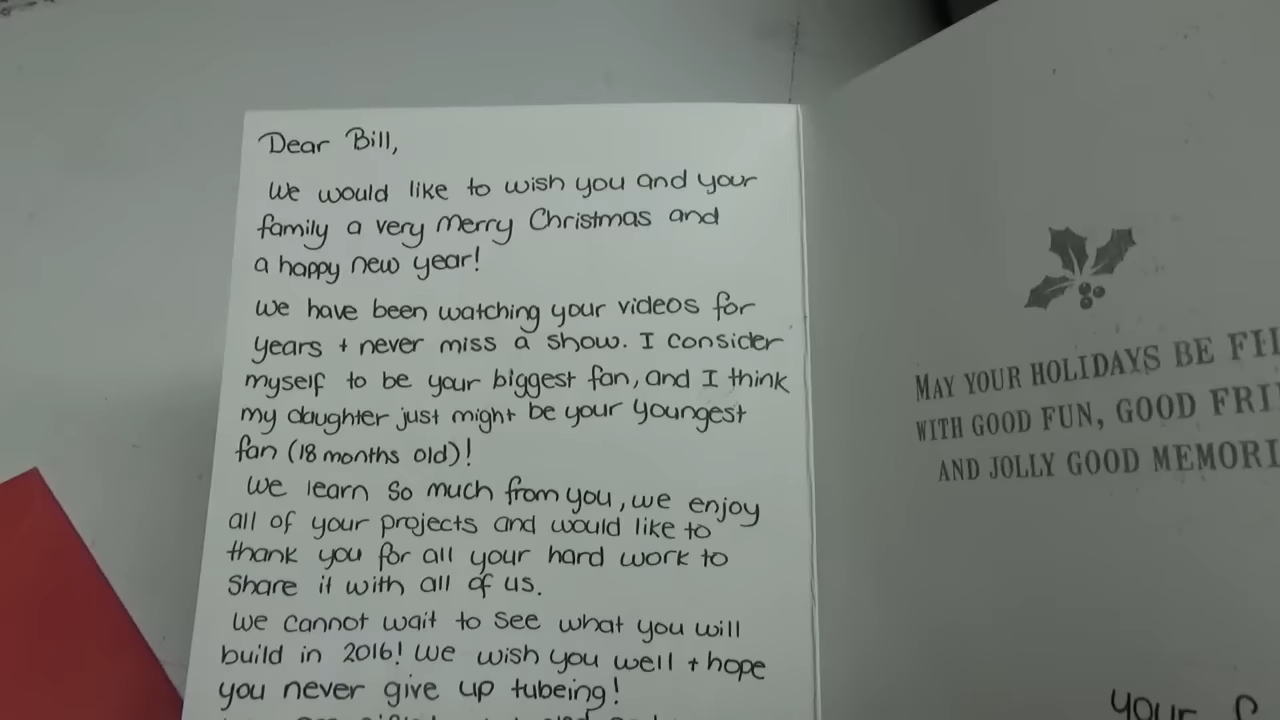 Dear Bill,
We would like to wish you and your
family a very Merry Christmas and
a happy new year!
We have been watching your videos for
years + never miss a show. I consider
myself to be your biggest fan, and I think
my daughter just might be your youngest
fan (18 months old)!
We learn so much from you, we enjoy
all of your projects and would like to
thank you for all your hard work to
share it with all of us.
We cannot wait to see what you will
build in 2016! We wish you well + hope
you never give up tubeing!
MAY YOUR HOLIDAYS BE
WITH GOOD FUN, GOOD
AND JOLLY GOOD
your